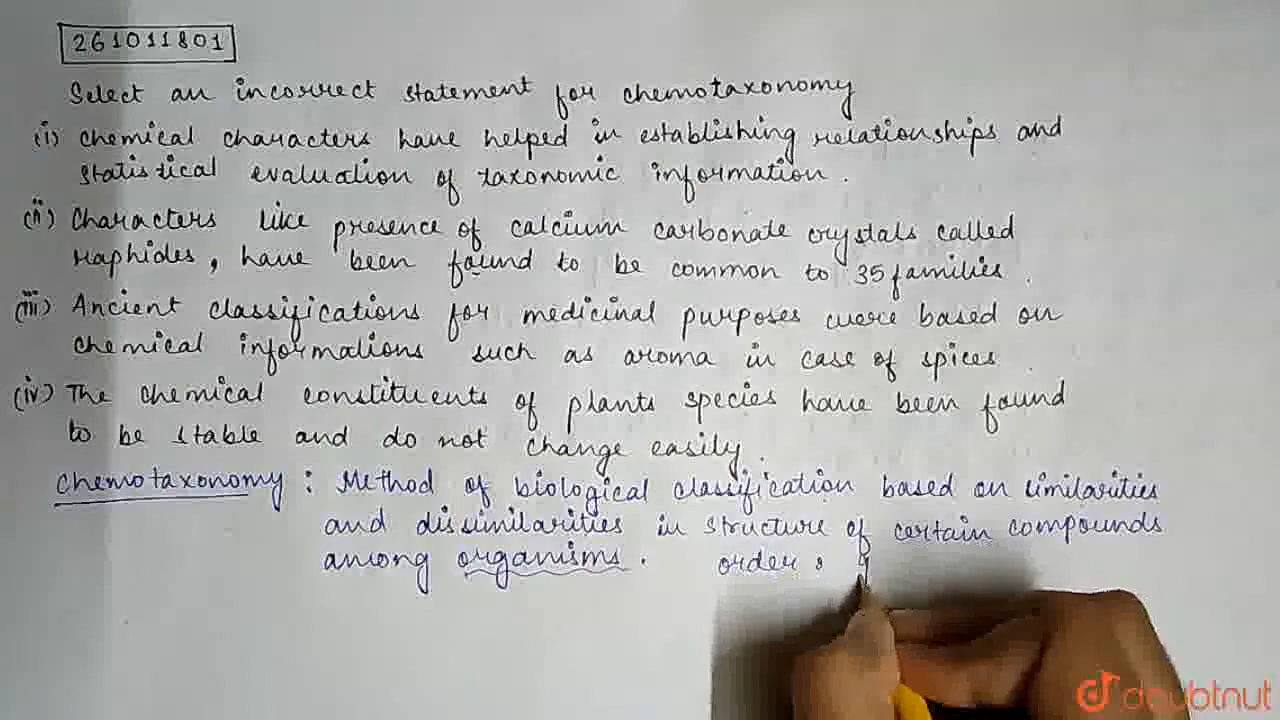 261011801
Select an incorrect statement for chemotaxonomy
(i) chemical characters have helped in establishing relationships and
statistical evaluation of taxonomic information.
(ii) characters like presence of calcium carbonate crystals called
Raphides, have been found to be common to 35 families.
(iii) Ancient classifications for medicinal purposes were based on
chemical informations such as aroma in case of spices.
(iv) The chemical constituents of plants species have been found
to be stable and do not change easily.
chemotaxonomy : Method of biological classification based on similarities
and dissimilarities in structure of certain compounds
among organisms. order,
doubtnut